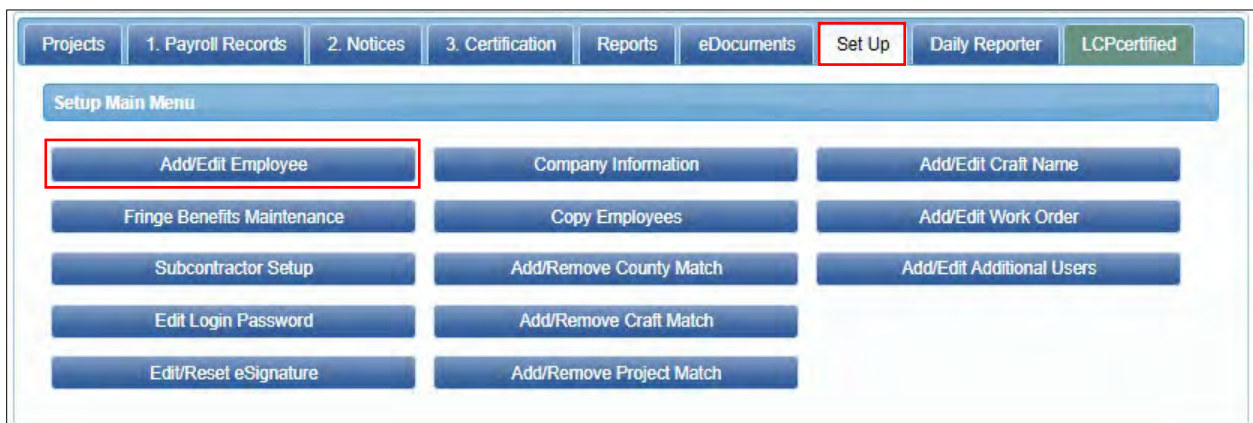 Projects 1. Payroll Records 2. Notices 3. Certification Reports eDocuments Set Up Daily Reporter LCPcertified
Setup Main Menu
Add/Edit Employee Company Information Add/Edit Craft Name
Fringe Benefits Maintenance Copy Employees Add/Edit Work Order
Subcontractor Setup Add/Remove County Match Add/Edit Additional Users
Edit Login Password Add/Remove Craft Match
Edit/Reset eSignature Add/Remove Project Match